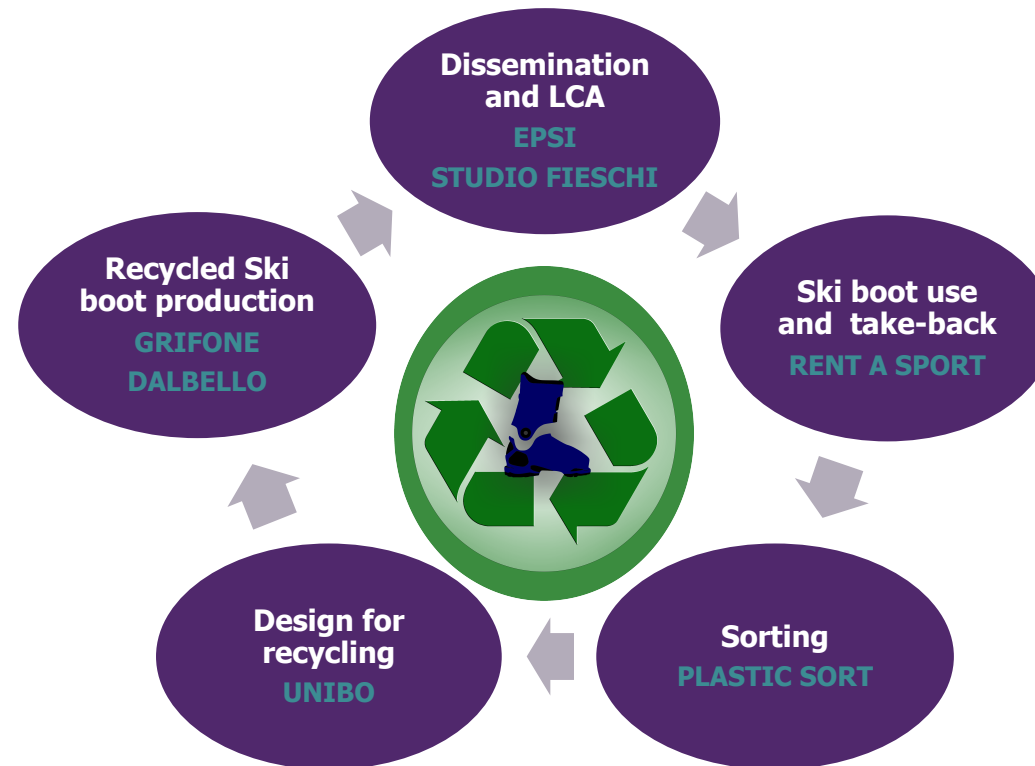 Dissemination
and LCA
EPSI
STUDIO FIESCHI
Ski boot use
and take-back
RENT A SPORT
Sorting
PLASTIC SORT
Design for
recycling
UNIBO
Recycled Ski
boot production
GRIFONE
DALBELLO